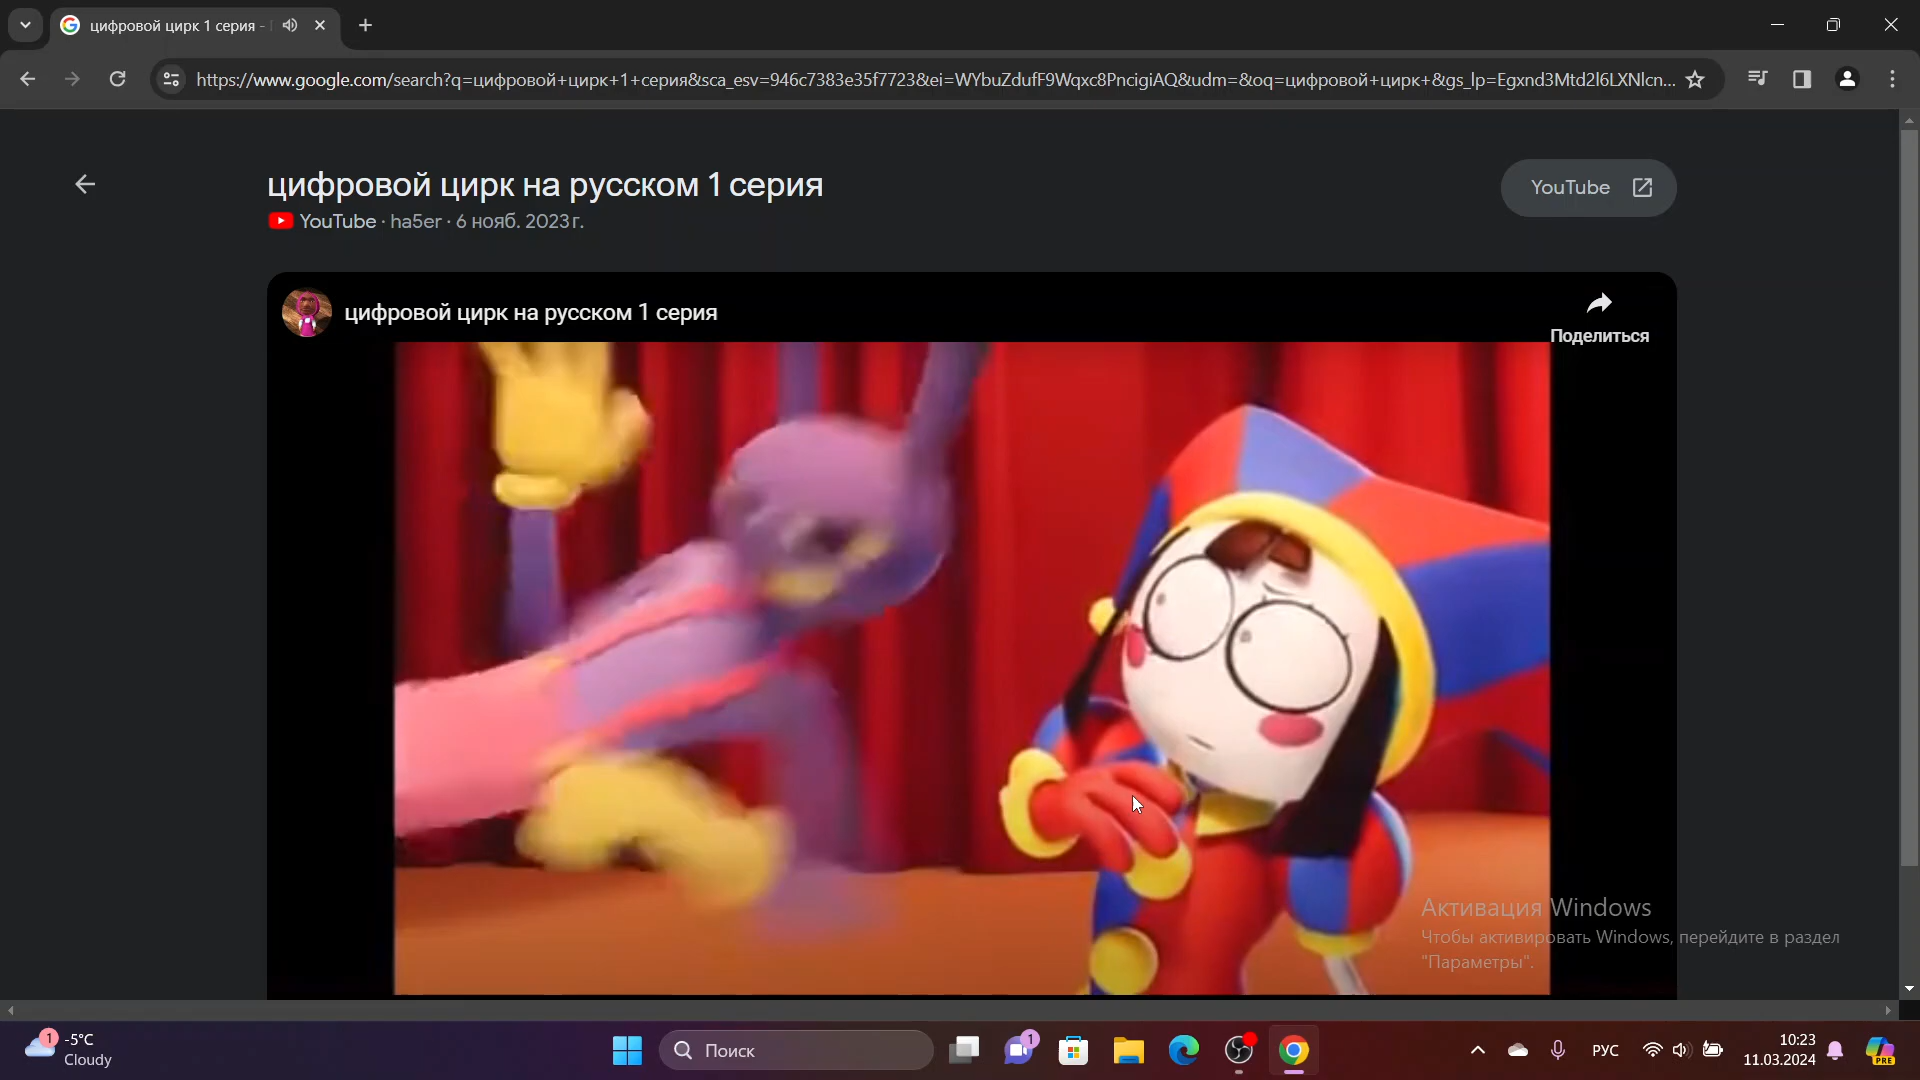 цифровой цирк 1 серия -
https://www.google.com/search?q=цифровой+цирк+1+серия&sca_esv=946c7383e35f7723&ei=WYbuZdufF9Wqxc8PncigiAQ&udm=&oq=цифровой+цирк+&gs_lp=Egxnd3Mtd2l6LXNlcn...
цифровой цирк на русском 1 серия
YouTube · ha5er · 6 нояб. 2023 г.
YouTube
цифровой цирк на русском 1 серия
Поделиться
Активация Windows
Чтобы активировать Windows, перейдите в раздел
"Параметры".
1
-5°C
Cloudy
Поиск
1
РУС
10:23
11.03.2024
PRE